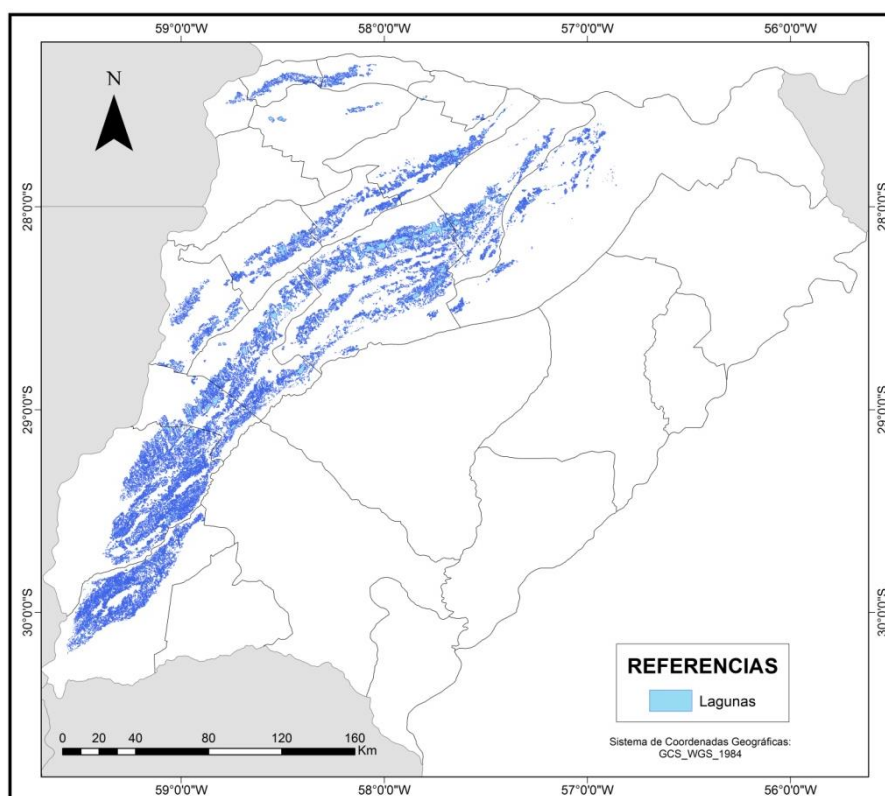 59°0'0"W 58°0'0"W 57°0'0"W 56°0'0"W
N
28°0'0"S 28°0'0"S
29°0'0"S 29°0'0"S
30°0'0"S 30°0'0"S
REFERENCIAS
Lagunas
0 10 20 40 80 120 160
Km
Sistema de Coordenadas Geográficas:
GCS_WGS_1984
59°0'0"W 58°0'0"W 57°0'0"W 56°0'0"W